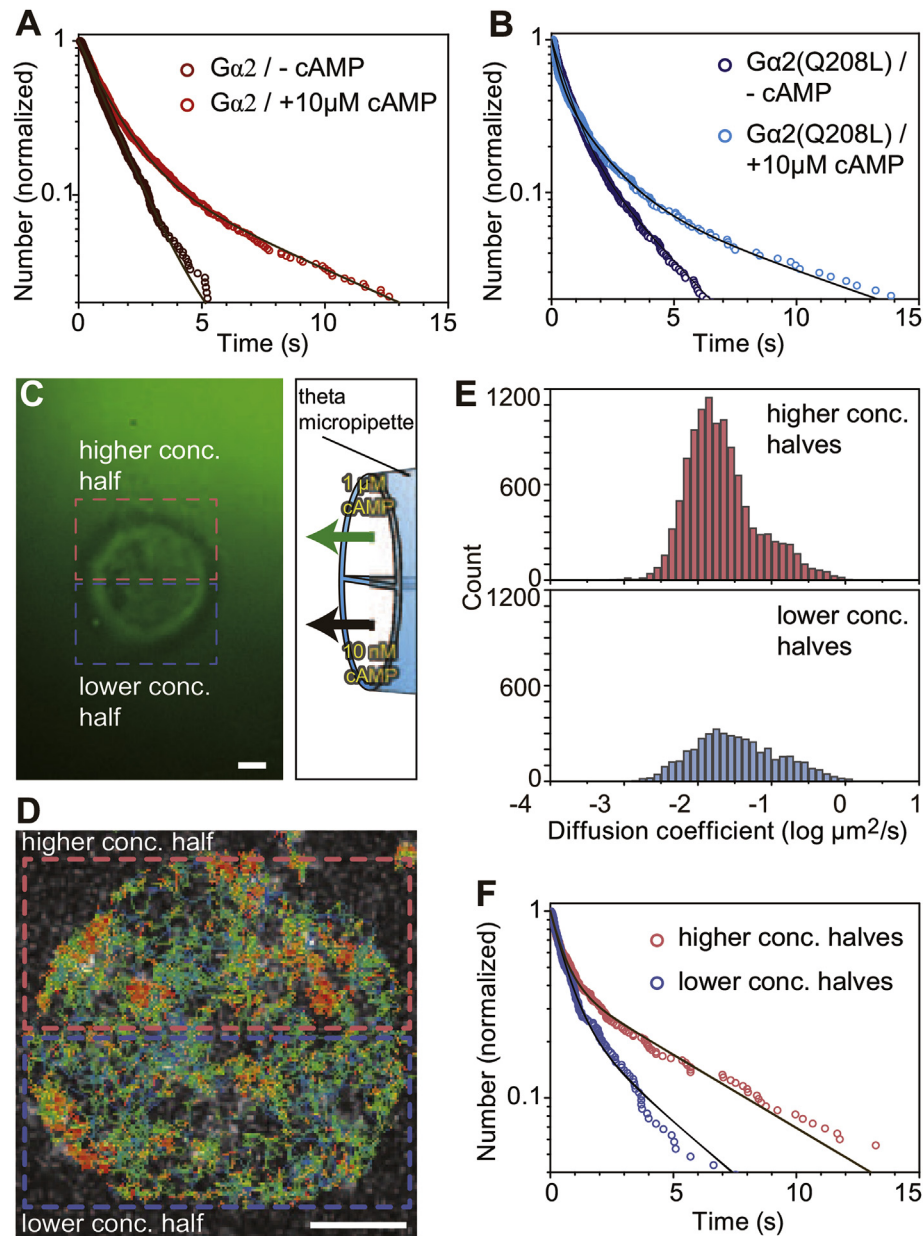 A
Number (normalized)
1
0.1
0
5
10
15
Time (s)
Gα2 / - cAMP
Gα2 / +10μM cAMP
B
Number (normalized)
1
0.1
0
5
10
15
Time (s)
Gα2(Q208L) /
- cAMP
Gα2(Q208L) /
+10μM cAMP
C
higher conc.
half
lower conc.
half
theta
micropipette
1 μM
cAMP
10 nM
cAMP
D
higher conc. half
lower conc. half
E
1200
600
0
higher conc.
halves
Count
1200
600
0
lower conc.
halves
-4
-3
-2
-1
0
1
Diffusion coefficient (log μm²/s)
F
Number (normalized)
1
0.1
0
5
10
15
Time (s)
higher conc. halves
lower conc. halves